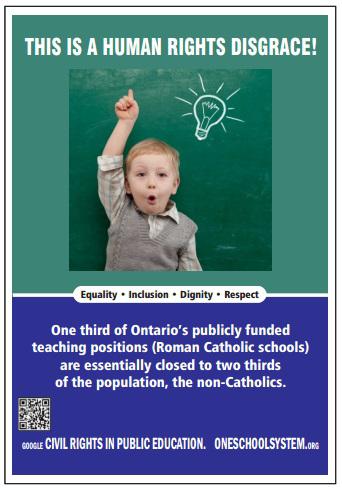 THIS IS A HUMAN RIGHTS DISGRACE!
Equality • Inclusion • Dignity • Respect
One third of Ontario's publicly funded
teaching positions (Roman Catholic schools)
are essentially closed to two thirds
of the population, the non-Catholics.
GOOGLE CIVIL RIGHTS IN PUBLIC EDUCATION. ONESCHOOLSYSTEM.ORG